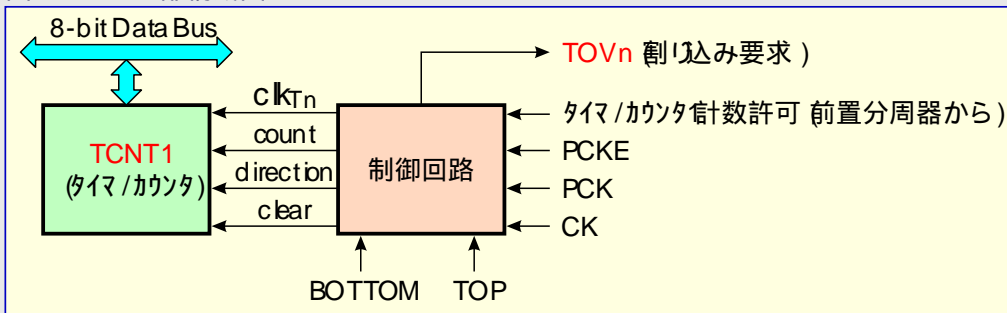 8-bit Data Bus
TOVn (割り込み要求)
clkTn
タイマ/カウンタ計数許可 (前置分周器から)
count
TCNT1
(タイマ/カウンタ)
制御回路
PCKE
direction
PCK
clear
CK
BOTTOM
TOP